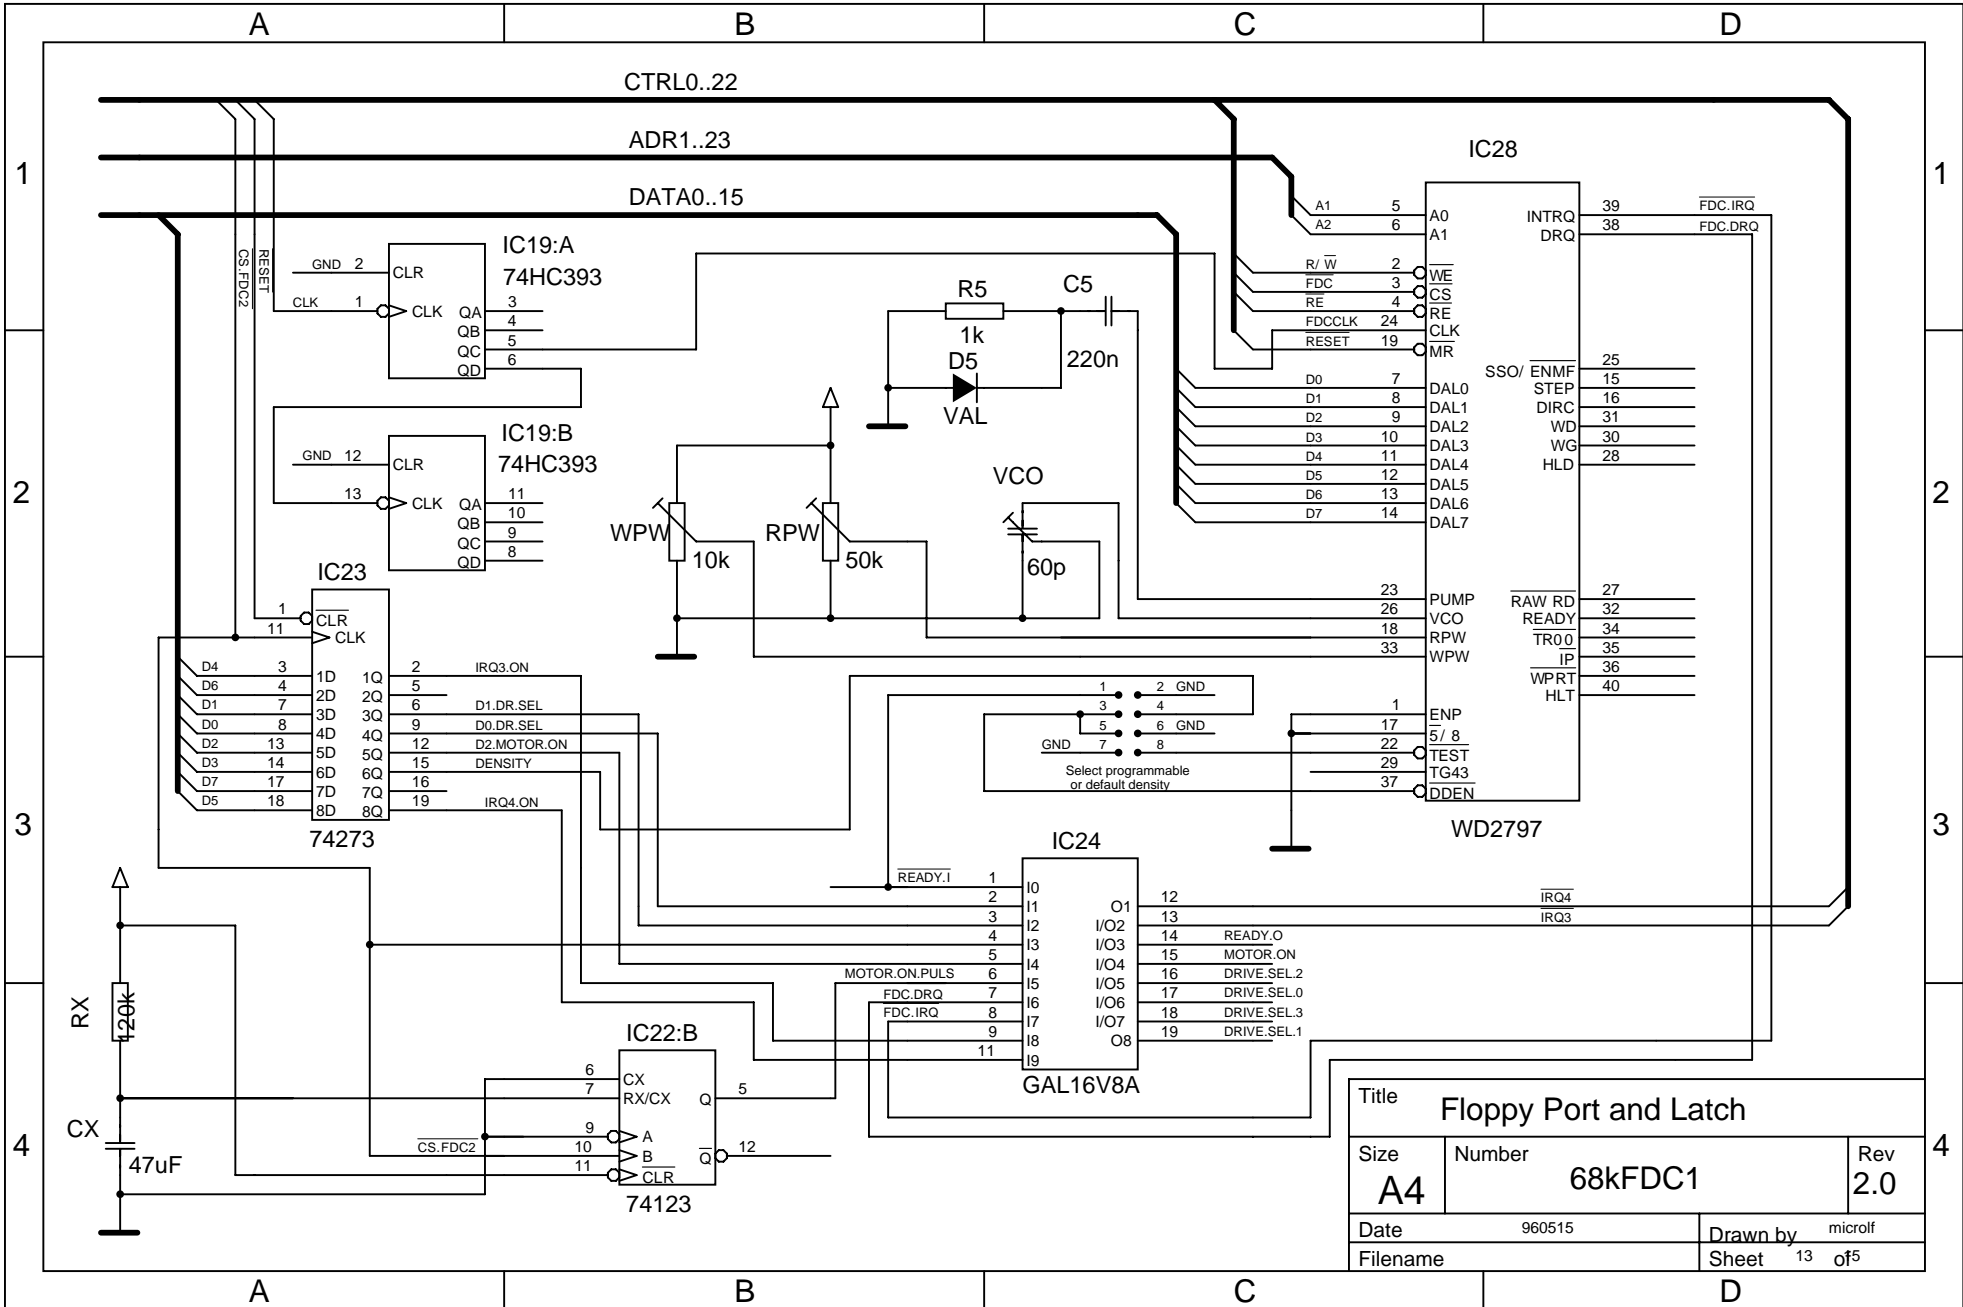 A B C D
CTRL0..22
ADR1..23
DATA0..15
1 1
2 2
3 3
4 4
CS.FDC2
RESET
IC19:A
74HC393
GND 2 CLR
CLK 1 CLK
QA 3
QB 4
QC 5
QD 6
IC19:B
74HC393
GND 12 CLR
13 CLK
QA 11
QB 10
QC 9
QD 8
R5
1k
C5
220n
D5
VAL
WPW
10k
RPW
50k
VCO
60p
IC28
A1 5 A0
A2 6 A1
R/ W 2 WE
FDC 3 CS
RE 4 RE
FDCCLK 24 CLK
RESET 19 MR
D0 7 DAL0
D1 8 DAL1
D2 9 DAL2
D3 10 DAL3
D4 11 DAL4
D5 12 DAL5
D6 13 DAL6
D7 14 DAL7
23 PUMP
26 VCO
18 RPW
33 WPW
1 ENP
17 5/ 8
22 TEST
29 TG43
37 DDEN
INTRQ 39 FDC.IRQ
DRQ 38 FDC.DRQ
SSO/ ENMF 25
STEP 15
DIRC 16
WD 31
WG 30
HLD 28
RAW RD 27
READY 32
TR00 34
IP 35
WPRT 36
HLT 40
WD2797
IC23
1 CLR
11 CLK
D4 3 1D 1Q 2 IRQ3.ON
D6 4 2D 2Q 5
D1 7 3D 3Q 6 D1.DR.SEL
D0 8 4D 4Q 9 D0.DR.SEL
D2 13 5D 5Q 12 D2.MOTOR.ON
D3 14 6D 6Q 15 DENSITY
D7 17 7D 7Q 16
D5 18 8D 8Q 19 IRQ4.ON
74273
1 2 GND
3 4
5 6 GND
GND 7 8
Select programmable
or default density
IC24
READY.I 1 I0
2 I1
3 I2
4 I3
5 I4
MOTOR.ON.PULS 6 I5
FDC.DRQ 7 I6
FDC.IRQ 8 I7
9 I8
11 I9
O1 12 IRQ4
I/O2 13 IRQ3
I/O3 14 READY.O
I/O4 15 MOTOR.ON
I/O5 16 DRIVE.SEL.2
I/O6 17 DRIVE.SEL.0
I/O7 18 DRIVE.SEL.3
O8 19 DRIVE.SEL.1
GAL16V8A
RX
120k
CX
47uF
IC22:B
6 CX
7 RX/CX
Q 5
9 A
CS.FDC2 10 B
11 CLR
Q 12
74123
Title Floppy Port and Latch
Size A4
Number 68kFDC1
Rev 2.0
Date 960515
Drawn by microlf
Filename
Sheet 13 of 15
A B C D